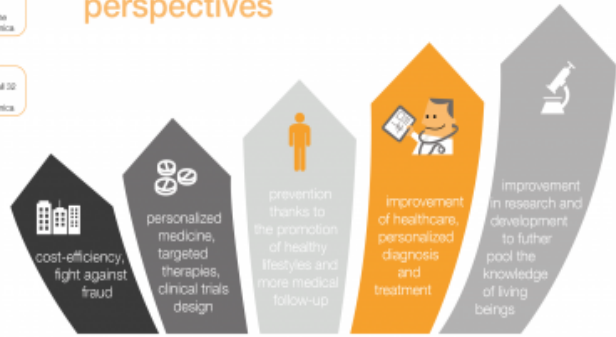 perspectives
all 32
cost-efficiency,
fight against
fraud
personalized
medicine,
targeted
therapies,
clinical trials
design
prevention
thanks to
the promotion
of healthy
lifestyles and
more medical
follow-up
improvement
of healthcare,
personalized
diagnosis
and
treatment
improvement
in research and
development
to futher
pool the
knowledge
of living
beings